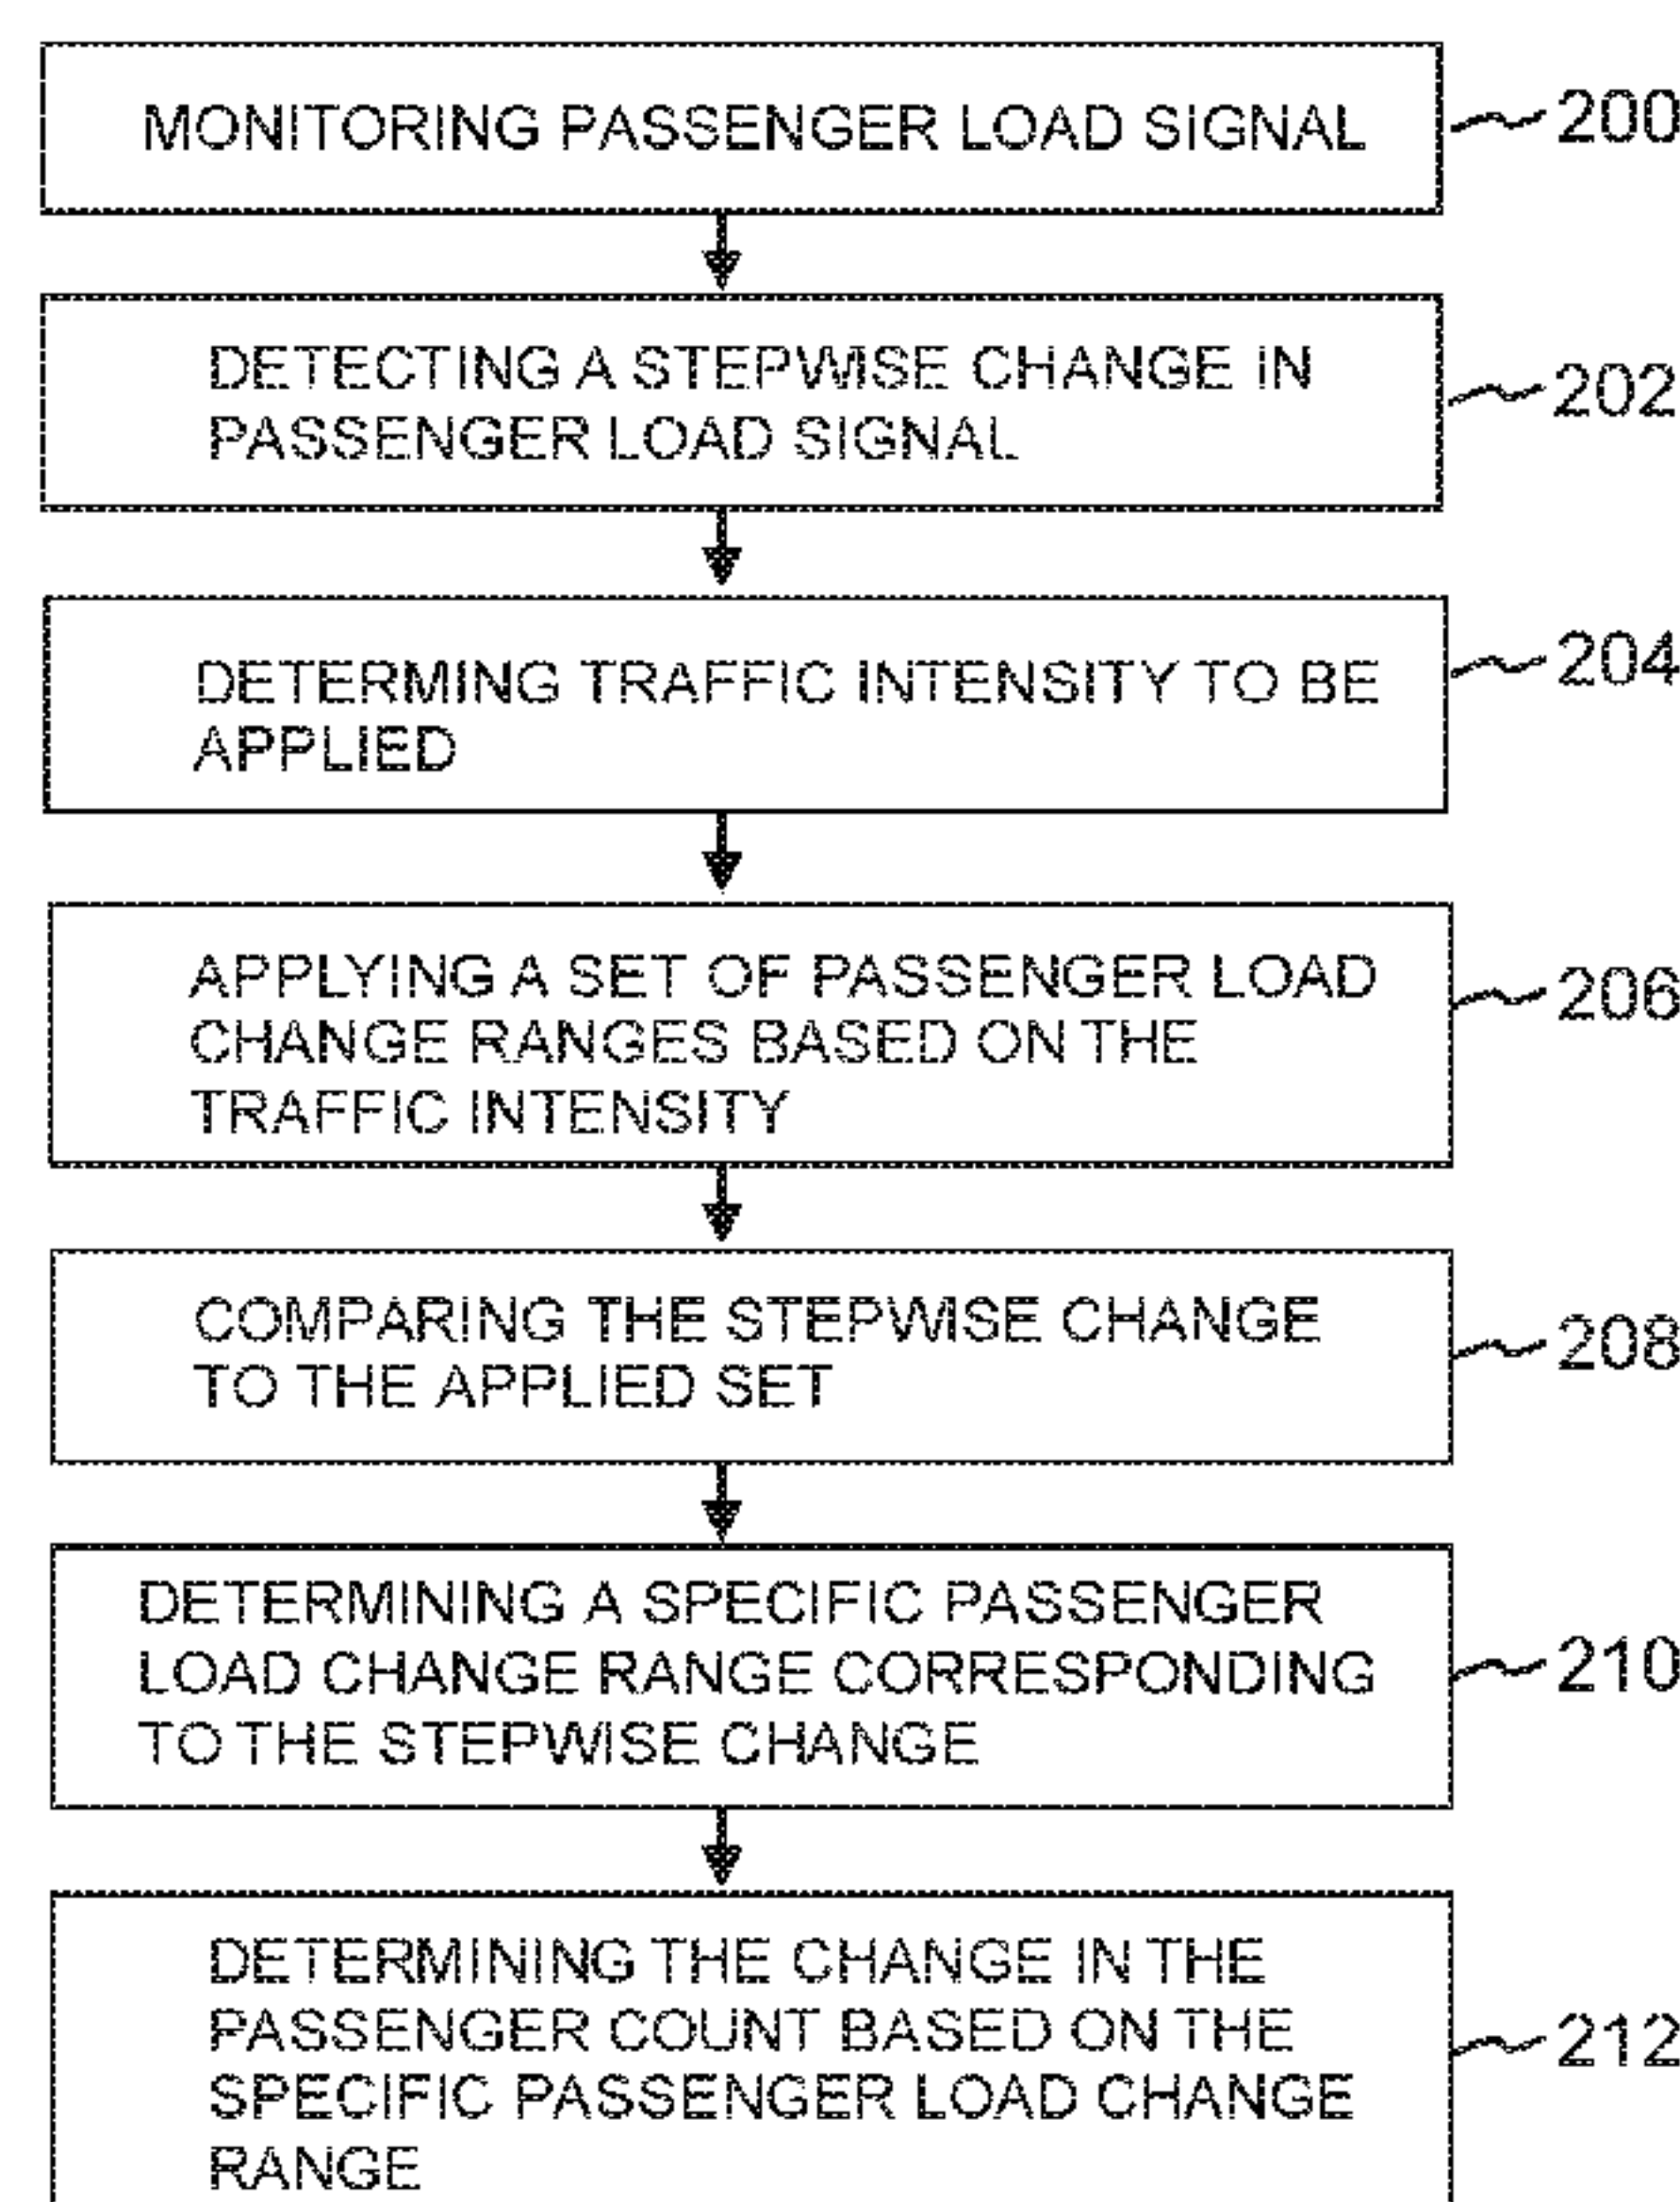 MONITORING PASSENGER LOAD SIGNAL
200
DETECTING A STEPWISE CHANGE IN
PASSENGER LOAD SIGNAL
202
DETERMING TRAFFIC INTENSITY TO BE
APPLIED
204
APPLYING A SET OF PASSENGER LOAD
CHANGE RANGES BASED ON THE
TRAFFIC INTENSITY
206
COMPARING THE STEPWISE CHANGE
TO THE APPLIED SET
208
DETERMINING A SPECIFIC PASSENGER
LOAD CHANGE RANGE CORRESPONDING
TO THE STEPWISE CHANGE
210
DETERMINING THE CHANGE IN THE
PASSENGER COUNT BASED ON THE
SPECIFIC PASSENGER LOAD CHANGE
RANGE
212